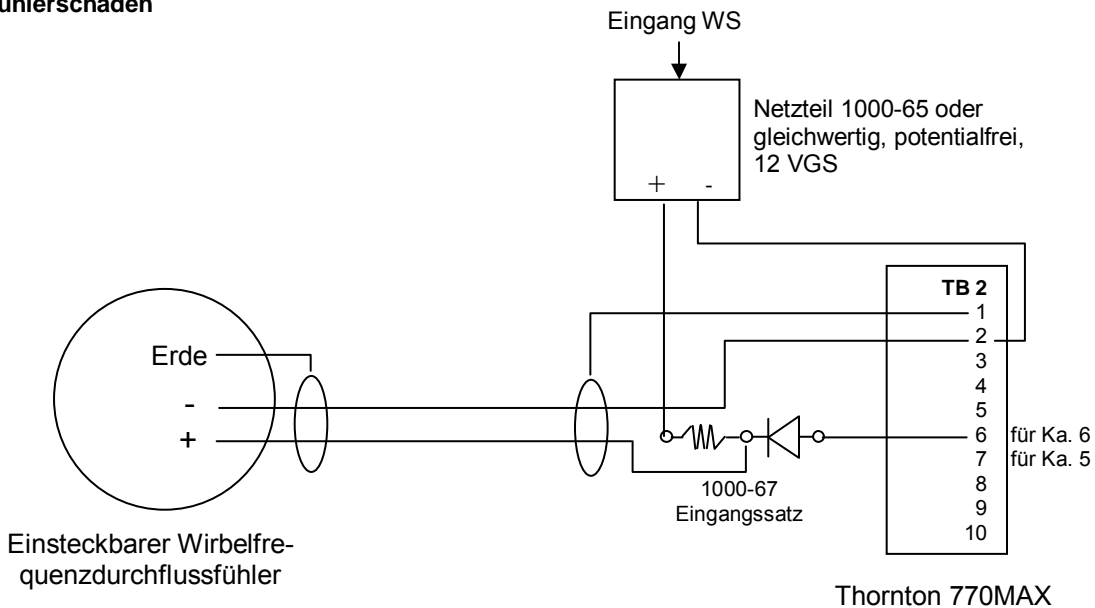 Eingang WS
Netzteil 1000-65 oder
gleichwertig, potentialfrei,
12 VGS
+ -
TB 2
1
2
3
4
5
6 für Ka. 6
7 für Ka. 5
8
9
10
Erde
-
+
1000-67
Eingangssatz
Einsteckbarer Wirbelfre-
quenzdurchflussfühler
Thornton 770MAX